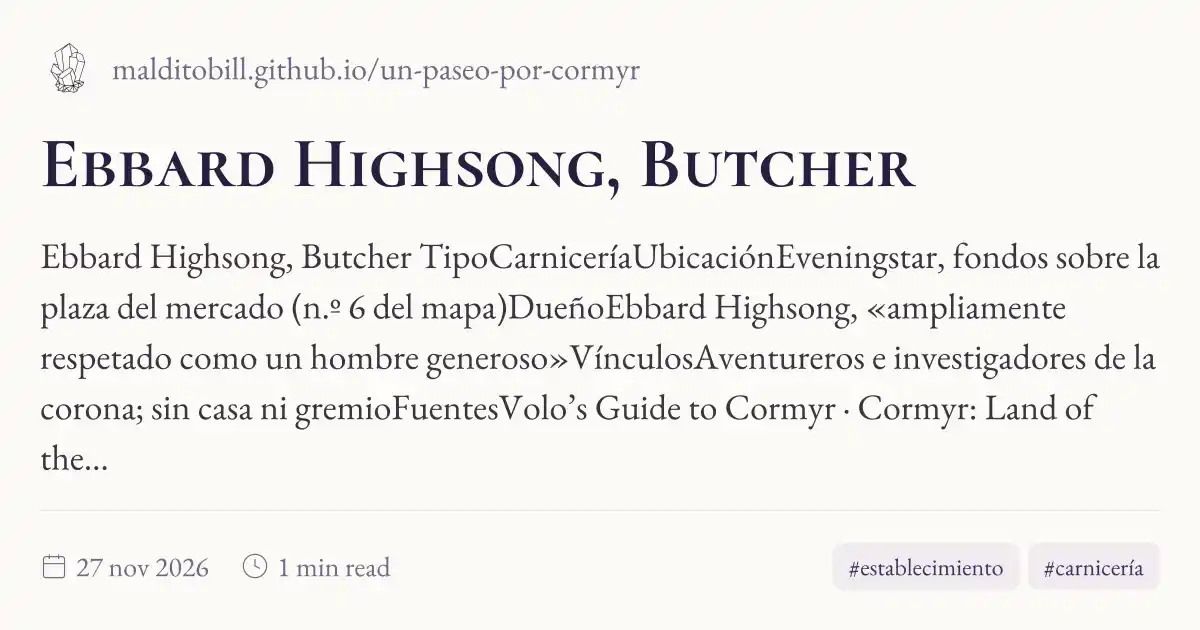 malditobill.github.io/un-paseo-por-cormyr
Ebbard Highsong, Butcher
Ebbard Highsong, Butcher TipoCarniceríaUbicaciónEveningstar, fondos sobre la
plaza del mercado (n.º 6 del mapa)DueñoEbbard Highsong, «ampliamente
respetado como un hombre generoso»VínculosAventureros e investigadores de la
corona; sin casa ni gremioFuentesVolo’s Guide to Cormyr · Cormyr: Land of
the...
27 nov 2026
1 min read
#establecimiento
#carnicería